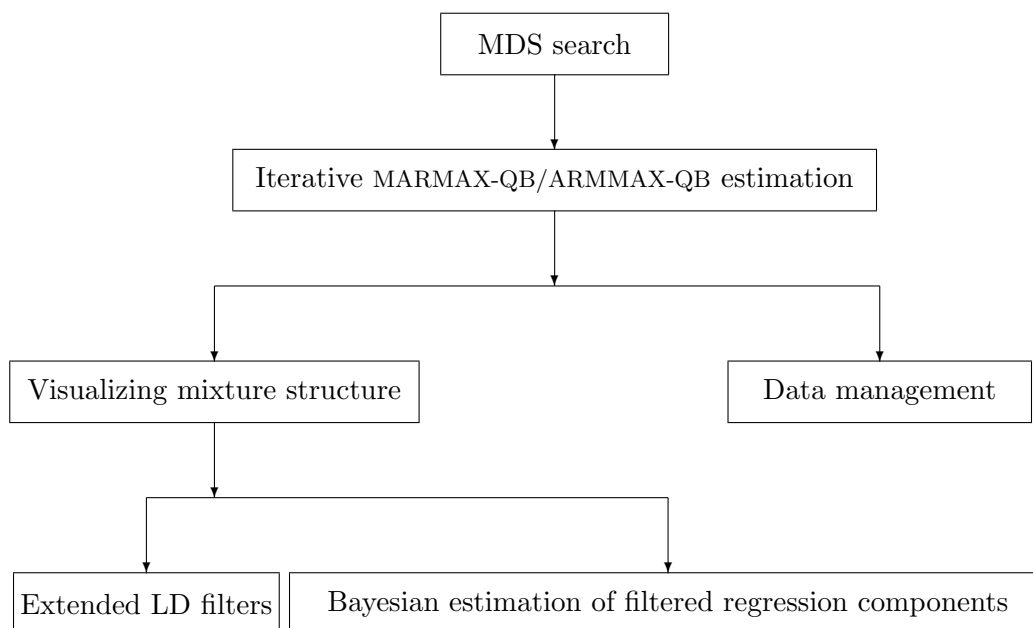 MDS search
Iterative MARMAX-QB/ARMMAX-QB estimation
Visualizing mixture structure
Data management
Extended LD filters
Bayesian estimation of filtered regression components